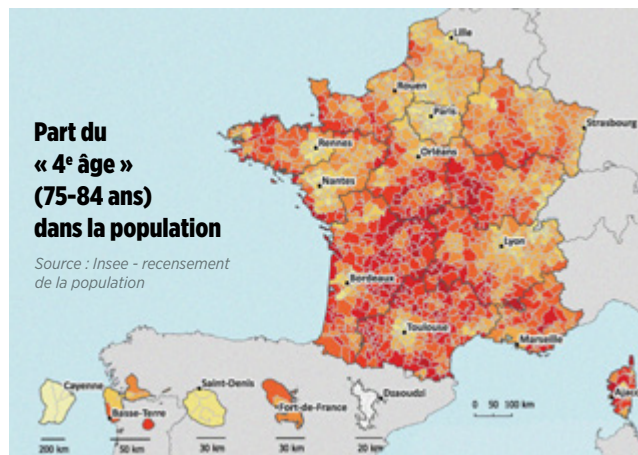 Part du
« 4e âge »
(75-84 ans)
dans la population
Source : Insee - recensement
de la population
Lille
Rouen
Paris
Strasbourg
Rennes
Orléans
Nantes
Lyon
Bordeaux
Toulouse
Marseille
Cayenne
Basse-Terre
Saint-Denis
Fort-de-France
Dzaoudzi
0 50 100 km
200 km
50 km
30 km
30 km
20 km